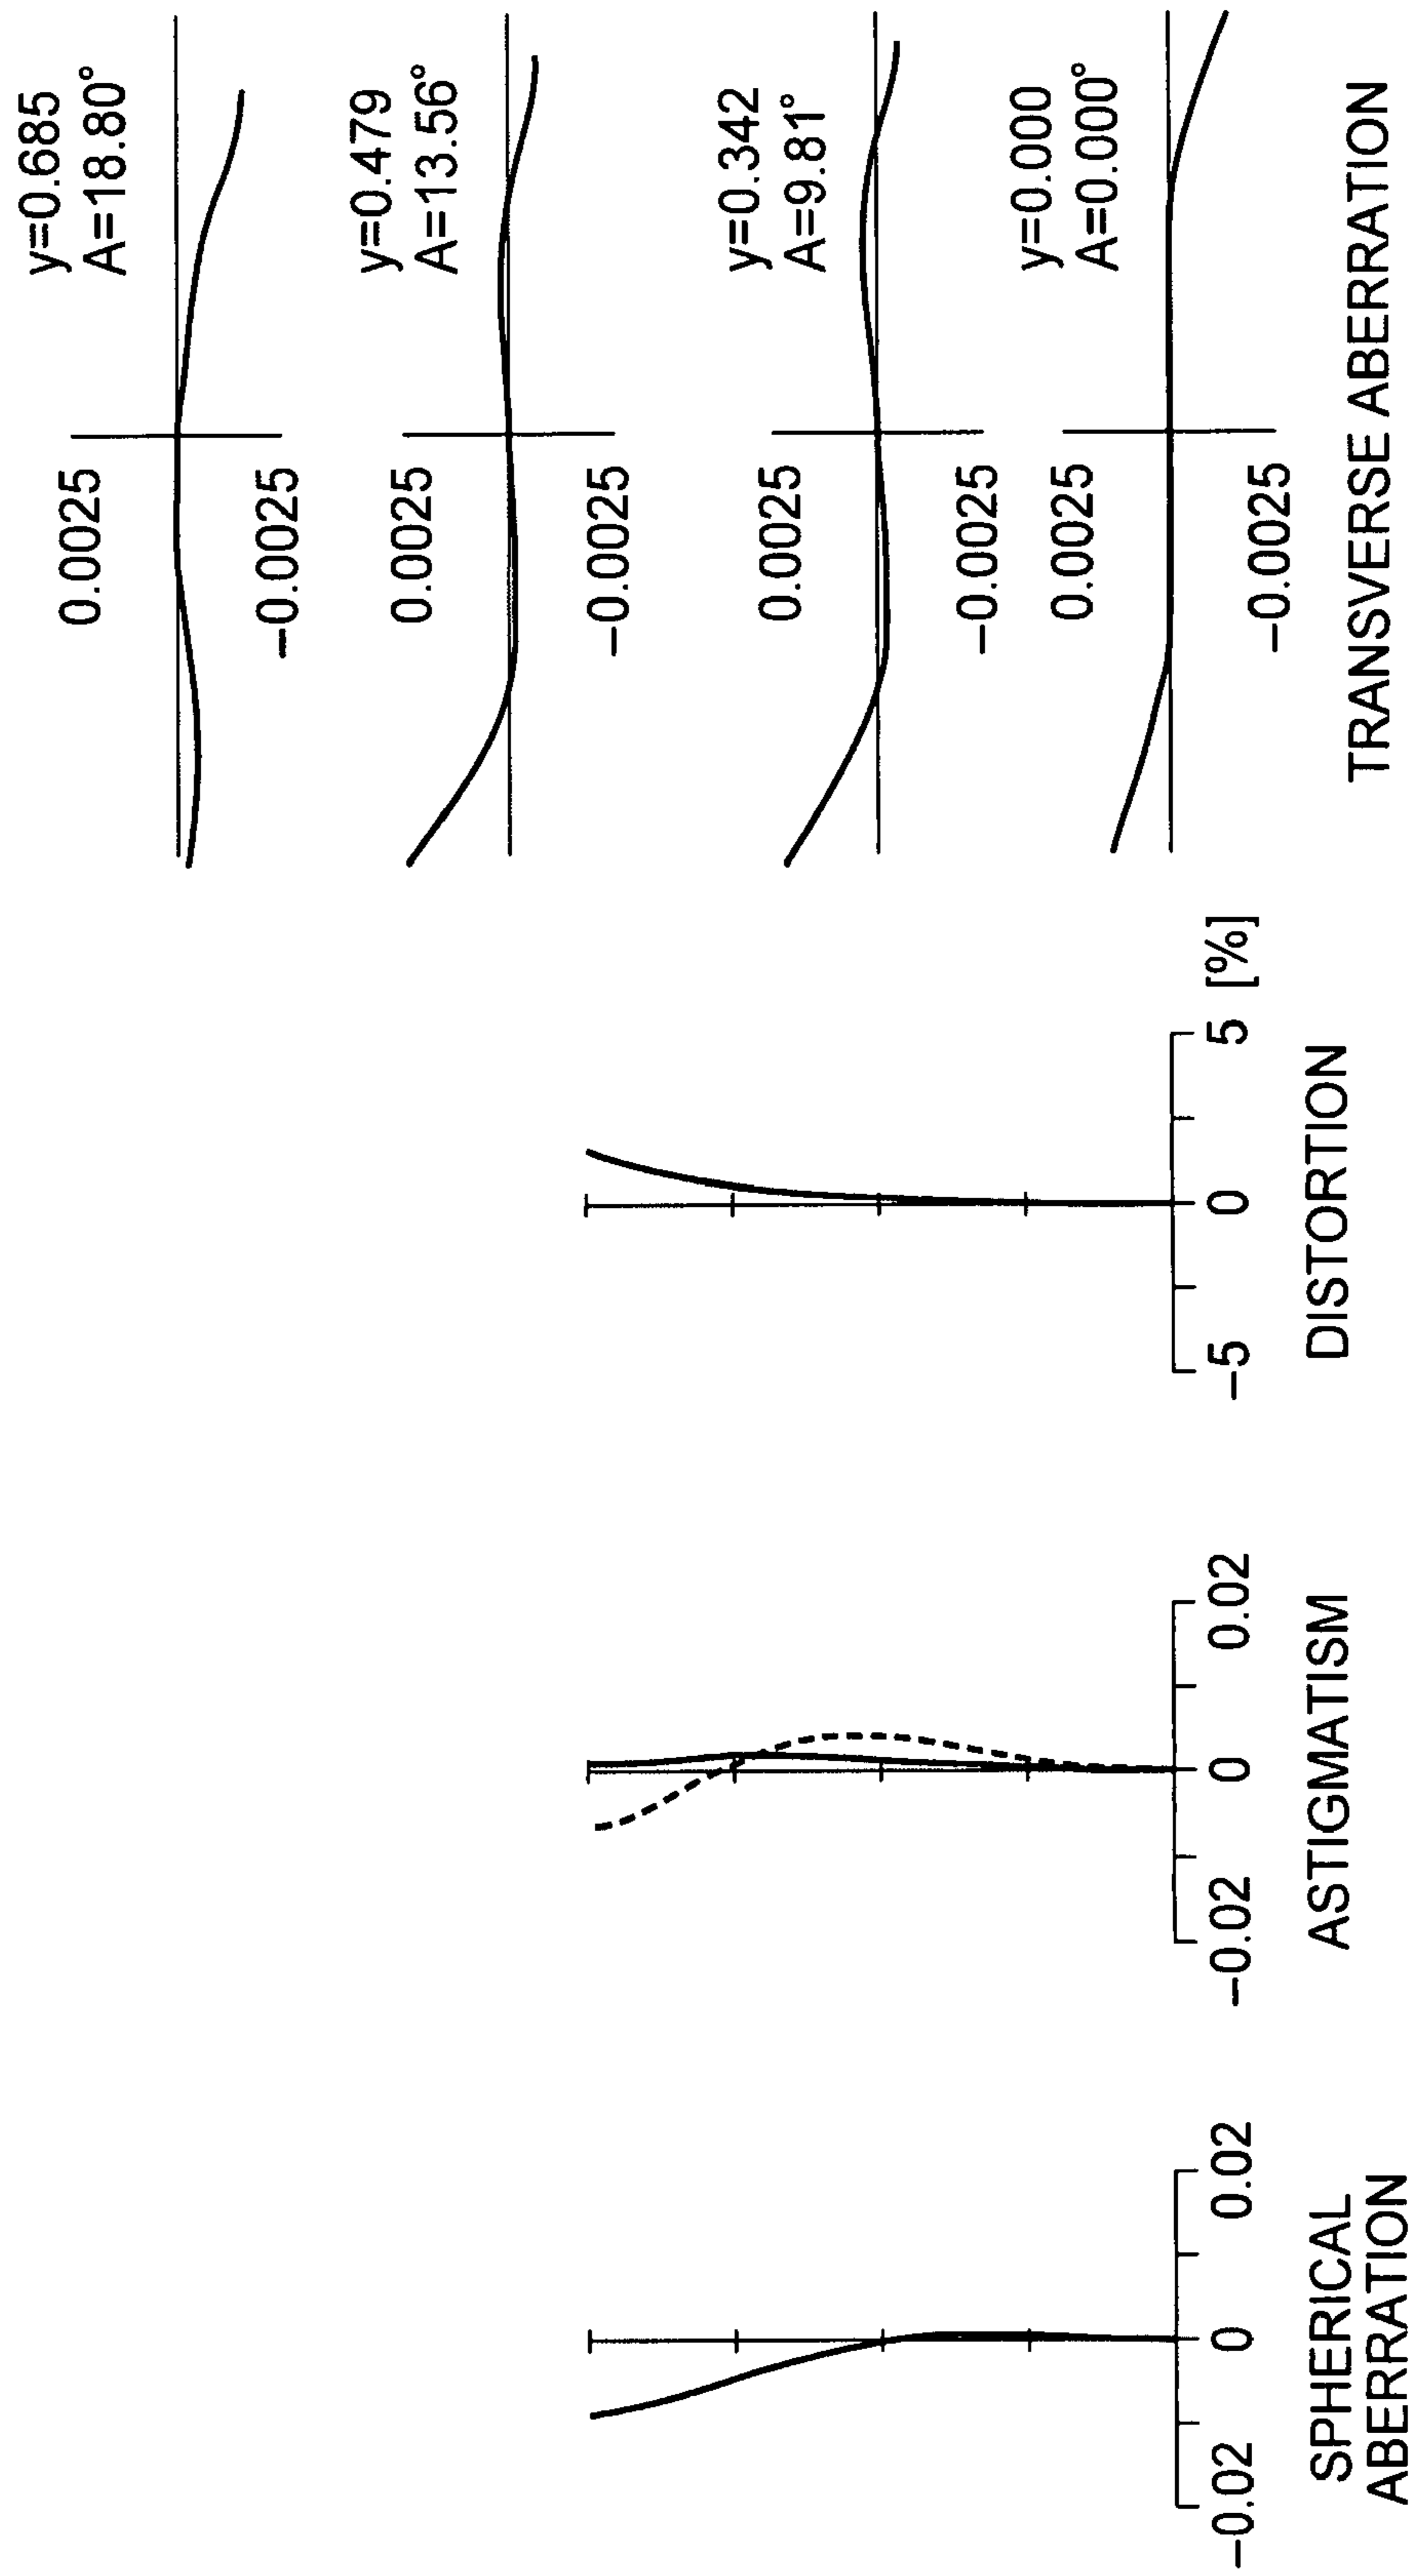 −0.02 0 0.02
SPHERICAL
ABERRATION
−0.02 0 0.02
ASTIGMATISM
−5 0 5 [%]
DISTORTION
0.0025
−0.0025
y=0.685
A=18.80°
0.0025
−0.0025
y=0.479
A=13.56°
0.0025
−0.0025
y=0.342
A=9.81°
0.0025
−0.0025
y=0.000
A=0.000°
TRANSVERSE ABERRATION